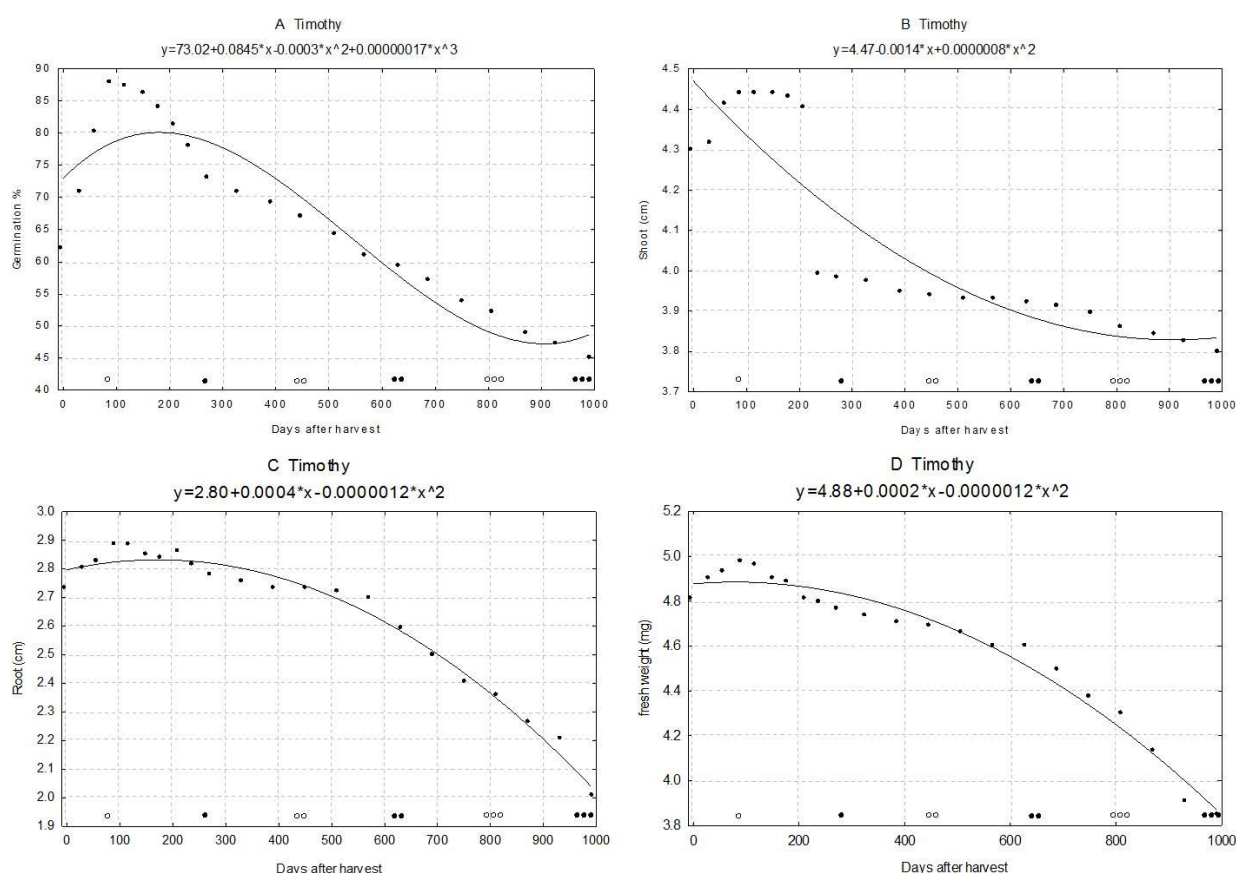 A Timothy
y=73.02+0.0845*x-0.0003*x^2+0.00000017*x^3
90
85
80
75
70
65
60
55
50
45
40
Germination %
0 100 200 300 400 500 600 700 800 900 1000
Days after harvest
B Timothy
y=4.47-0.0014*x+0.0000008*x^2
4.5
4.4
4.3
4.2
4.1
4.0
3.9
3.8
3.7
Shoot (cm)
0 100 200 300 400 500 600 700 800 900 1000
Days after harvest
C Timothy
y=2.80+0.0004*x-0.0000012*x^2
3.0
2.9
2.8
2.7
2.6
2.5
2.4
2.3
2.2
2.1
2.0
1.9
Root (cm)
0 100 200 300 400 500 600 700 800 900 1000
Days after harvest
D Timothy
y=4.88+0.0002*x-0.0000012*x^2
5.2
5.0
4.8
4.6
4.4
4.2
4.0
3.8
fresh weight (mg)
0 200 400 600 800 1000
Days after harvest